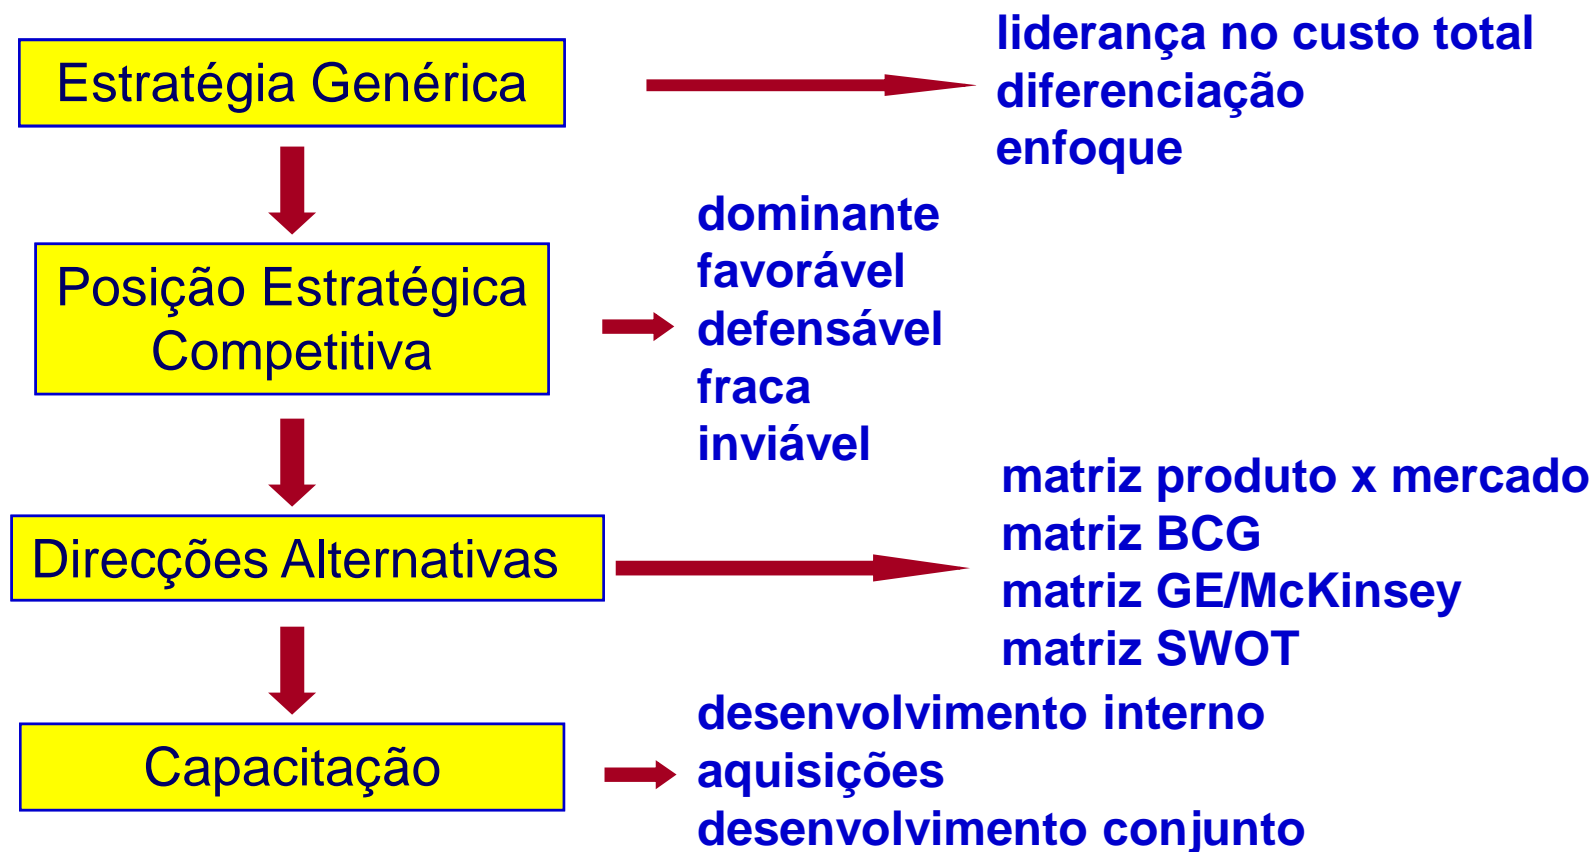 Estratégia Genérica
liderança no custo total
diferenciação
enfoque
Posição Estratégica
Competitiva
dominante
favorável
defensável
fraca
inviável
Direcções Alternativas
matriz produto x mercado
matriz BCG
matriz GE/McKinsey
matriz SWOT
Capacitação
desenvolvimento interno
aquisições
desenvolvimento conjunto